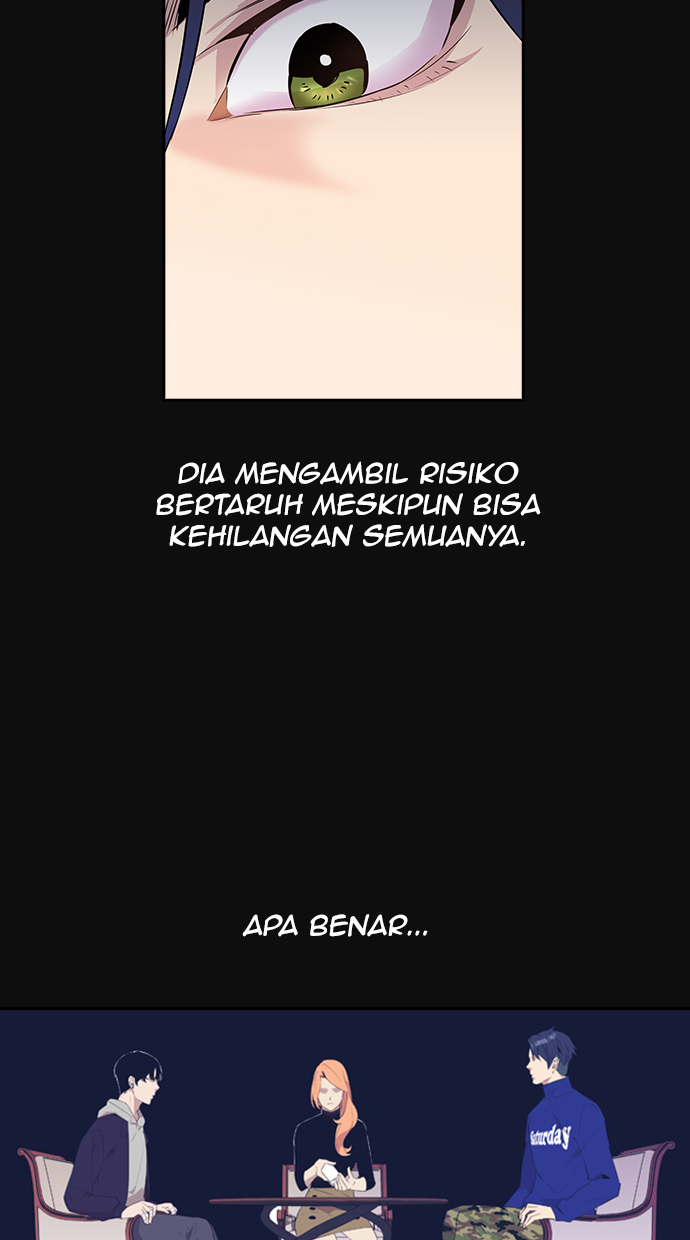 DIA MENGAMBIL RISIKO
BERTARUH MESKIPUN BISA
KEHILANGAN SEMUANYA.
APA BENAR...
Saturday